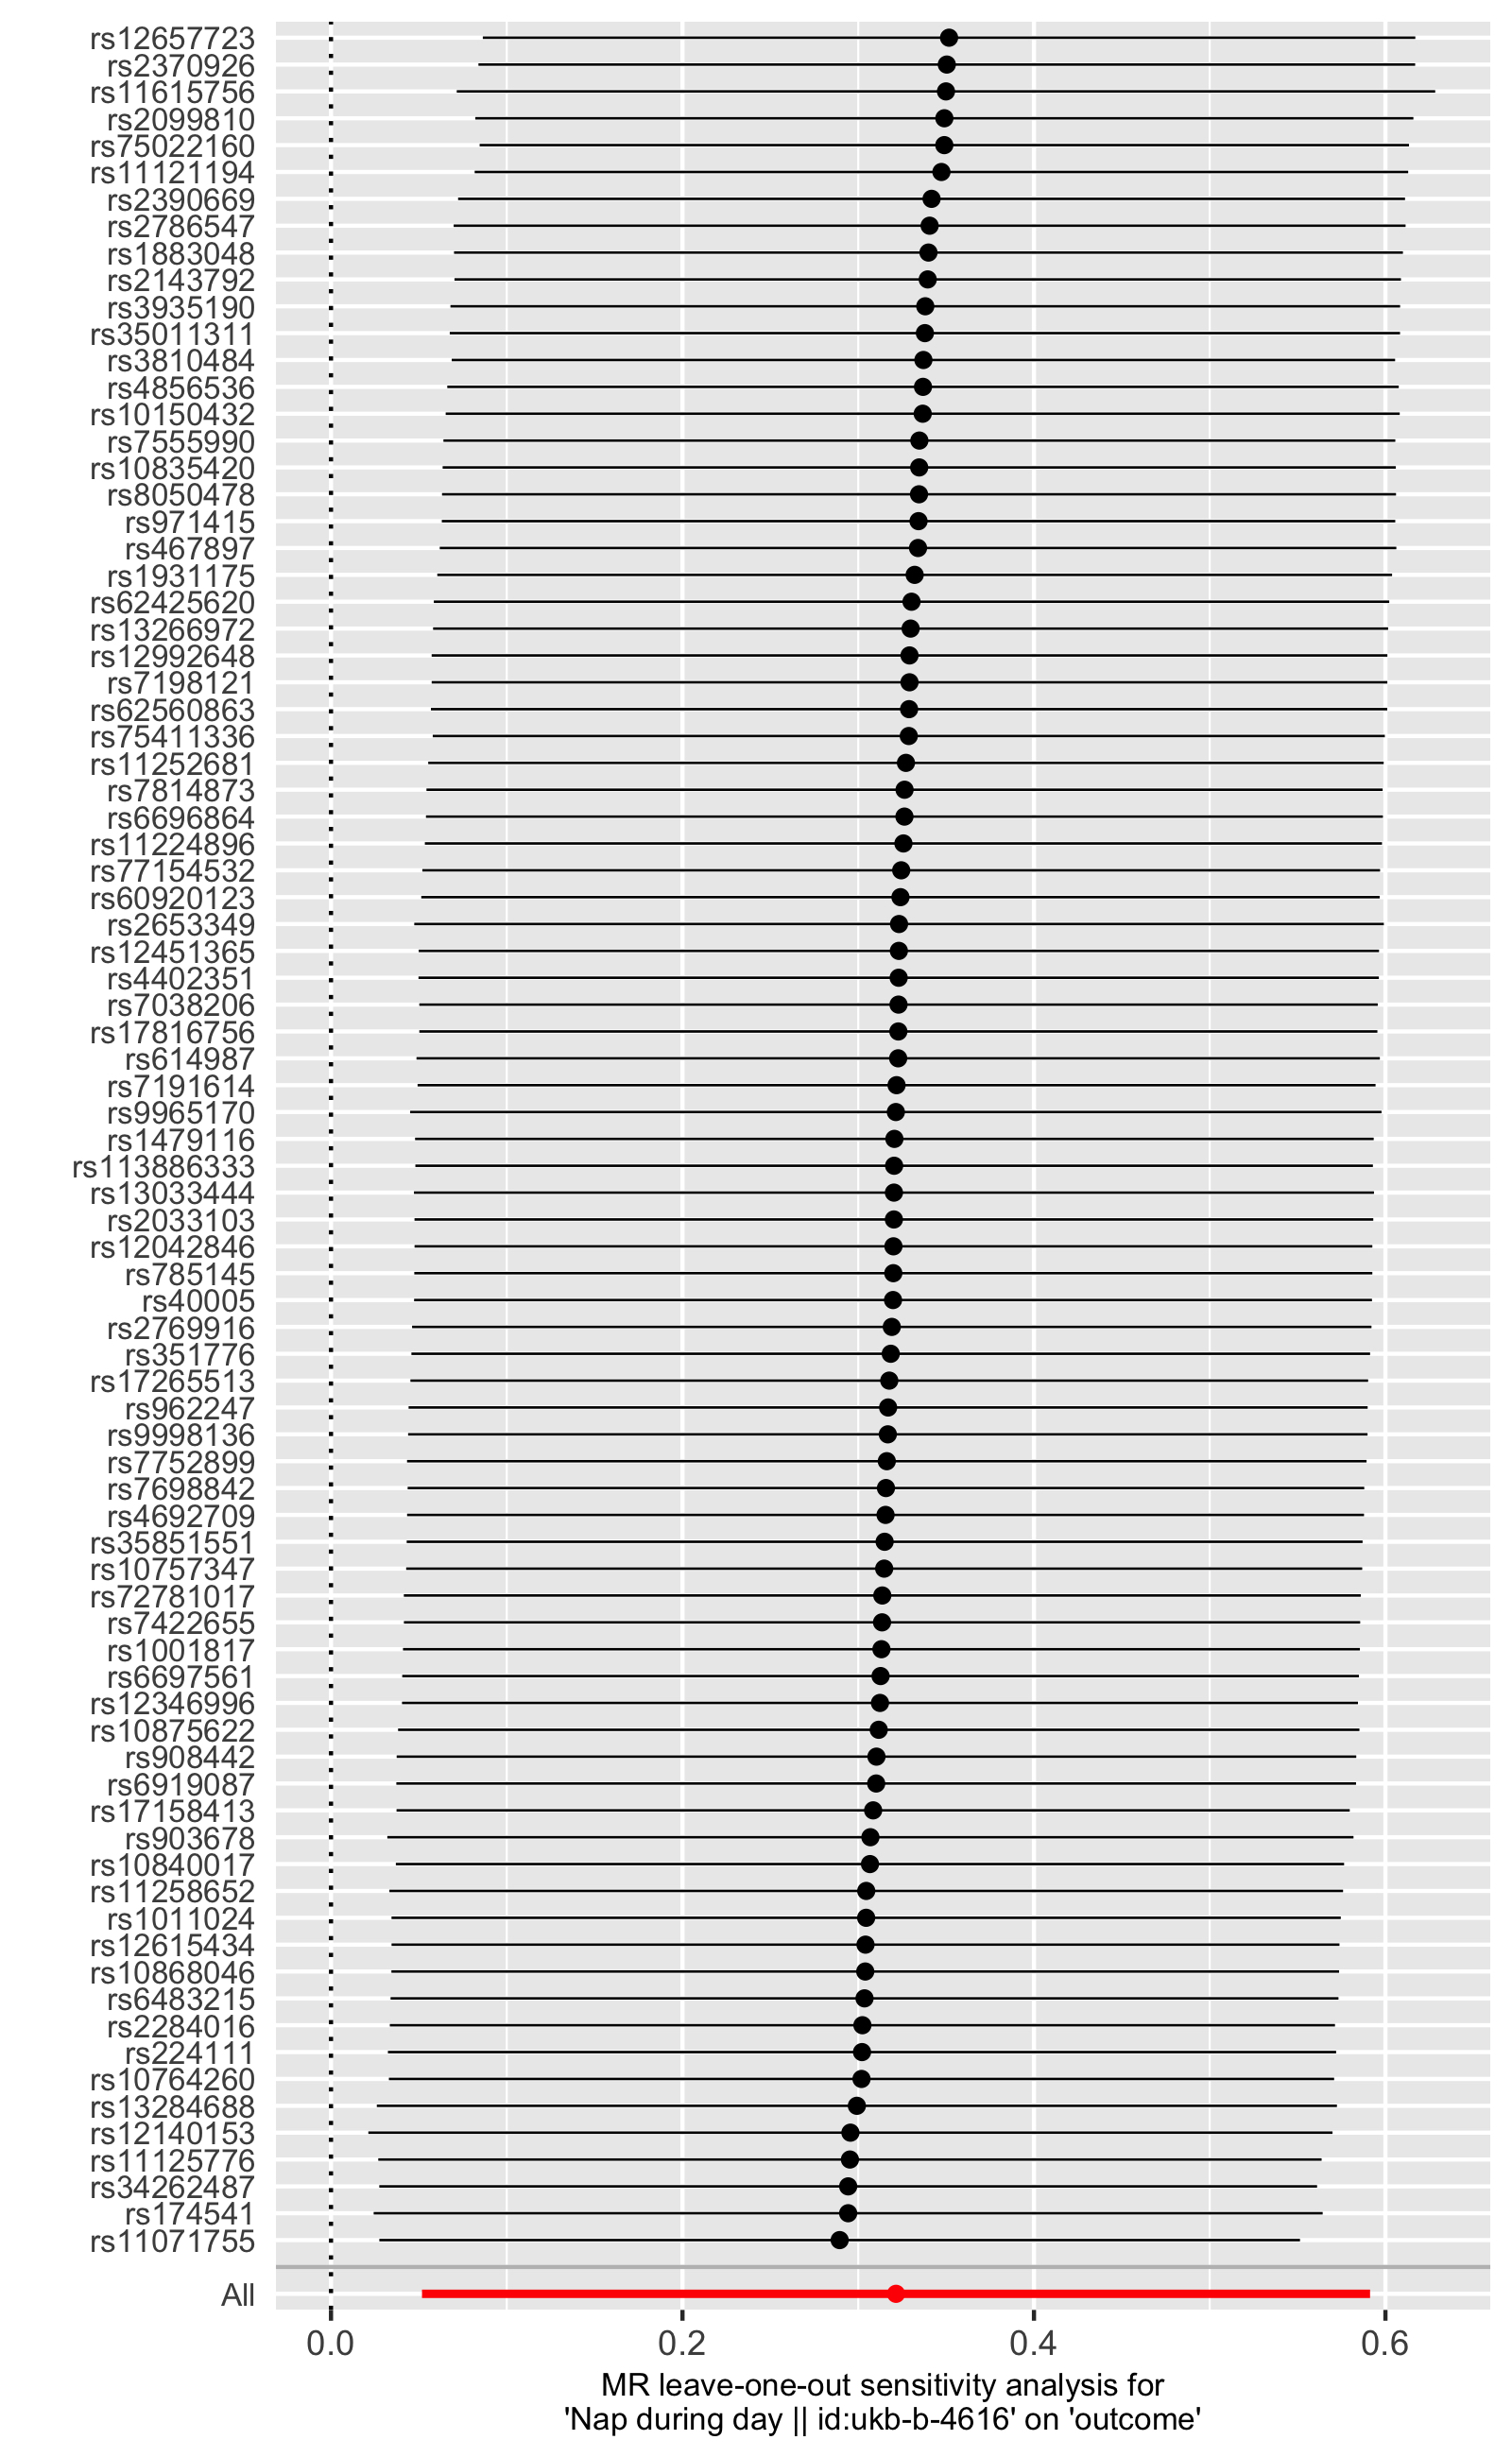 rs12657723
rs2370926
rs11615756
rs2099810
rs75022160
rs11121194
rs2390669
rs2786547
rs1883048
rs2143792
rs3935190
rs35011311
rs3810484
rs4856536
rs10150432
rs7555990
rs10835420
rs8050478
rs971415
rs467897
rs1931175
rs62425620
rs13266972
rs12992648
rs7198121
rs62560863
rs75411336
rs11252681
rs7814873
rs6696864
rs11224896
rs77154532
rs60920123
rs2653349
rs12451365
rs4402351
rs7038206
rs17816756
rs614987
rs7191614
rs9965170
rs1479116
rs113886333
rs13033444
rs2033103
rs12042846
rs785145
rs40005
rs2769916
rs351776
rs17265513
rs962247
rs9998136
rs7752899
rs7698842
rs4692709
rs35851551
rs10757347
rs72781017
rs7422655
rs1001817
rs6697561
rs12346996
rs10875622
rs908442
rs6919087
rs17158413
rs903678
rs10840017
rs11258652
rs1011024
rs12615434
rs10868046
rs6483215
rs2284016
rs224111
rs10764260
rs13284688
rs12140153
rs11125776
rs34262487
rs174541
rs11071755
All
0.0 0.2 0.4 0.6
MR leave-one-out sensitivity analysis for
'Nap during day || id:ukb-b-4616' on 'outcome'